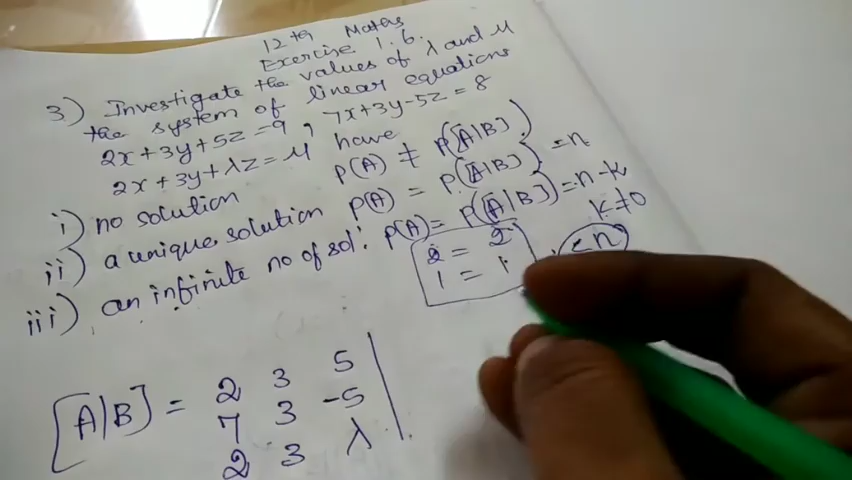 12th Maths
Exercise 1.6.
3) Investigate the values of λ and μ
the system of linear equations
2x+3y+5z=9, 7x+3y-5z=8
2x+3y+λz=μ have
i) no solution ρ(A) ≠ ρ([A|B])
ii) a unique solution ρ(A) = ρ([A|B]) = n
iii) an infinite no of sol: ρ(A) = ρ([A|B]) = n-k
k≠0
2 = 2
1 = 1
< n
[A|B] = 2 3 5
7 3 -5
2 3 λ